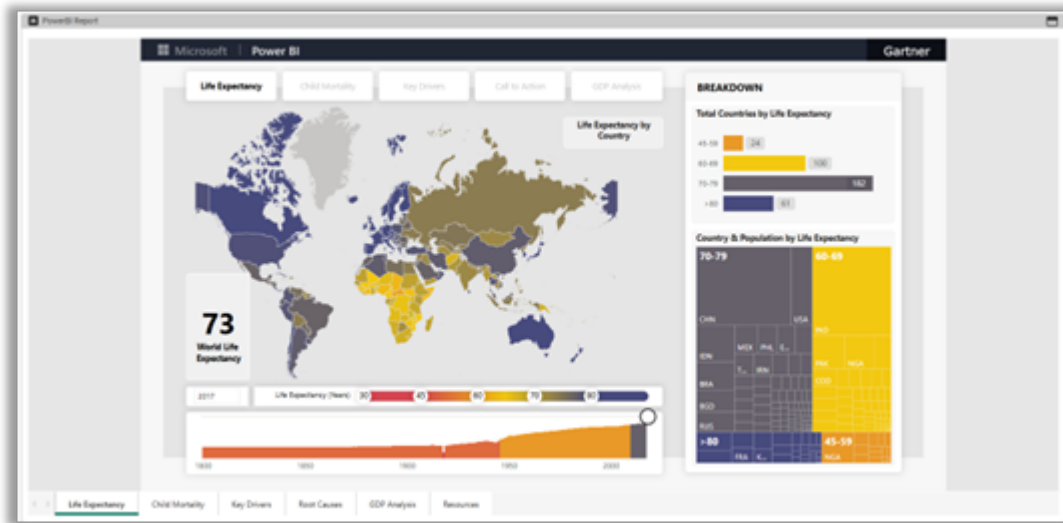 PowerBI Report
Microsoft | Power BI
Gartner
Life Expectancy
Child Mortality
Key Drivers
Call to Action
GDP Analysis
Life Expectancy by
Country
73
World Life
Expectancy
2017
Life Expectancy (Years)
30
45
60
70
80
1800
1850
1900
1950
2000
BREAKDOWN
Total Countries by Life Expectancy
45-59
24
60-69
100
70-79
182
>80
61
Country & Population by Life Expectancy
70-79
60-69
CHN
USA
IND
IDN
MEX
PHL
E...
PAK
NGA
T...
IRN
COD
BRA
BGD
RUS
>80
45-59
FRA
K...
NGA
Life Expectancy
Child Mortality
Key Drivers
Root Causes
GDP Analysis
Resources